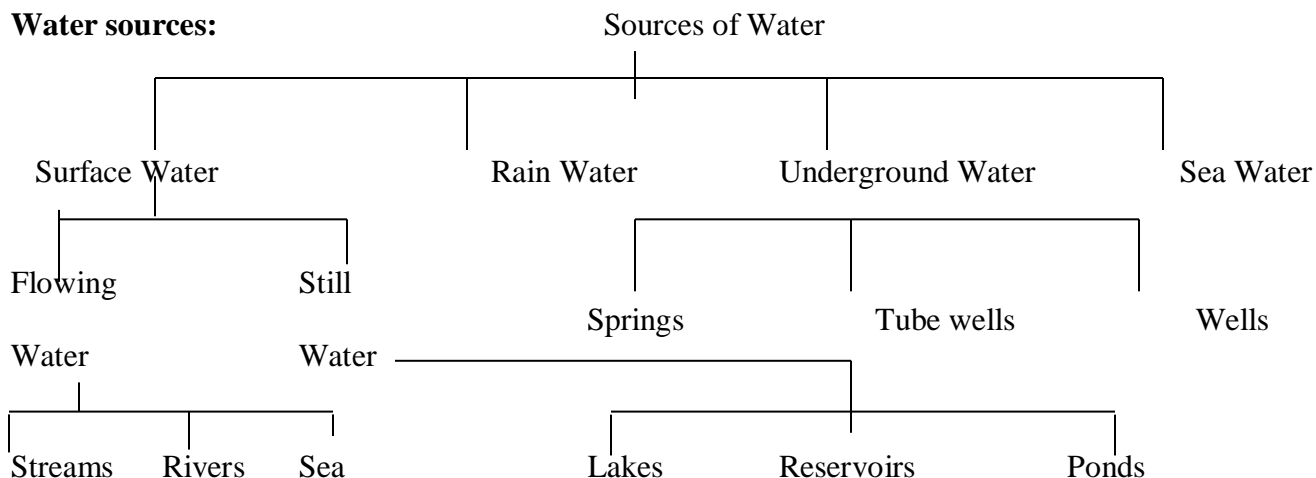 Water sources: Sources of Water
Surface Water Rain Water Underground Water Sea Water
Flowing Still
Springs Tube wells Wells
Water Water
Streams Rivers Sea Lakes Reservoirs Ponds